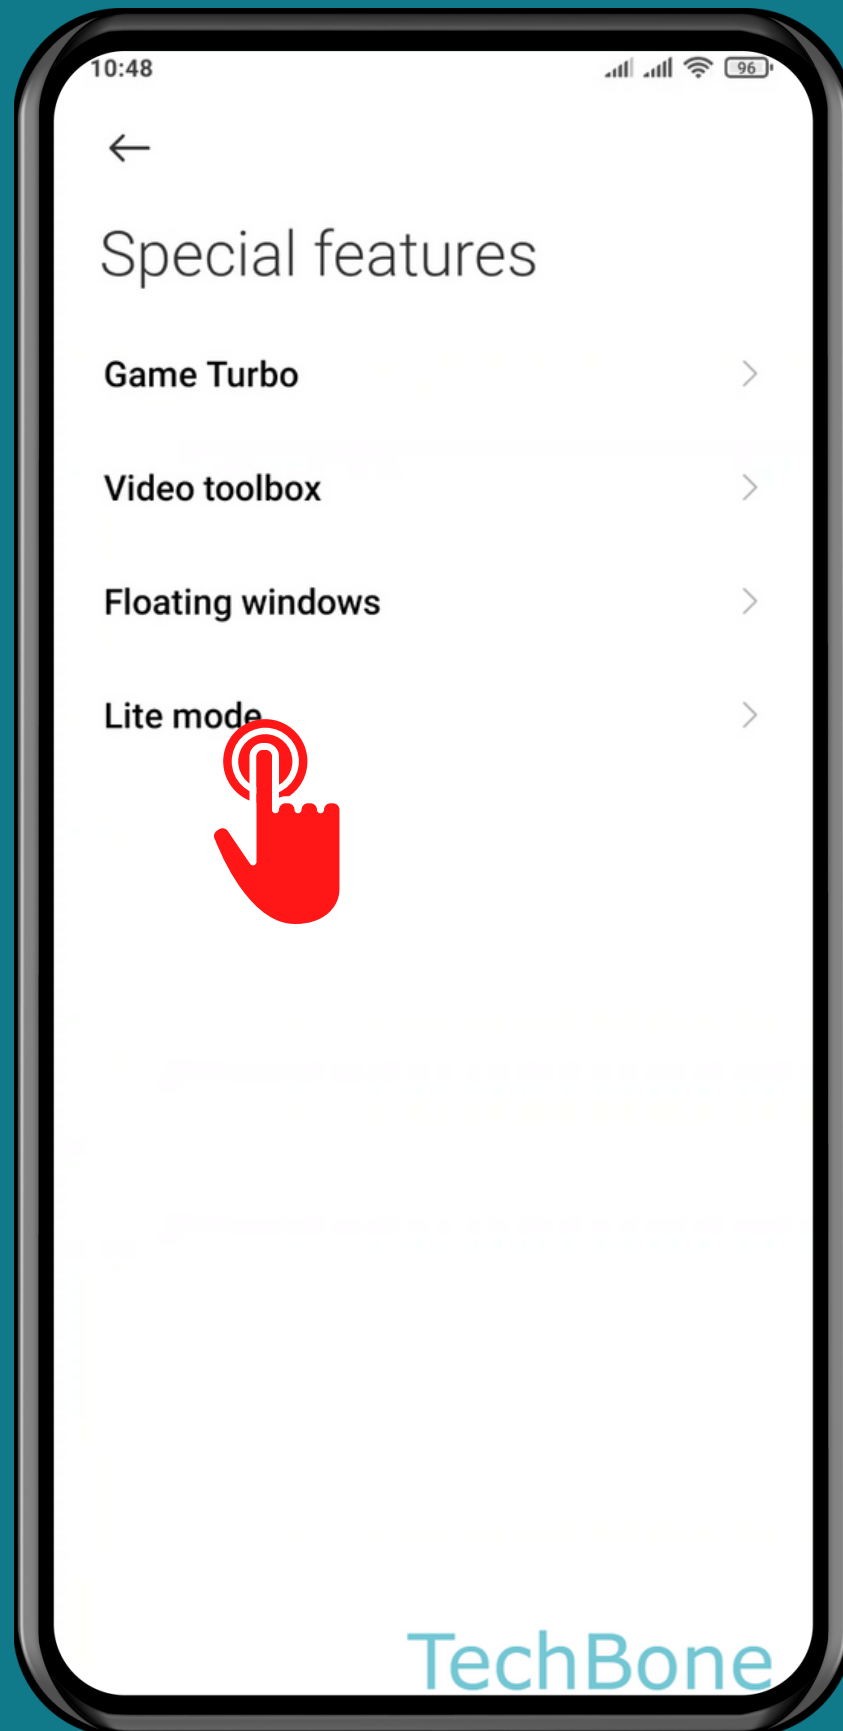 10:48 96
Special features
Game Turbo
Video toolbox
Floating windows
Lite mode
TechBone